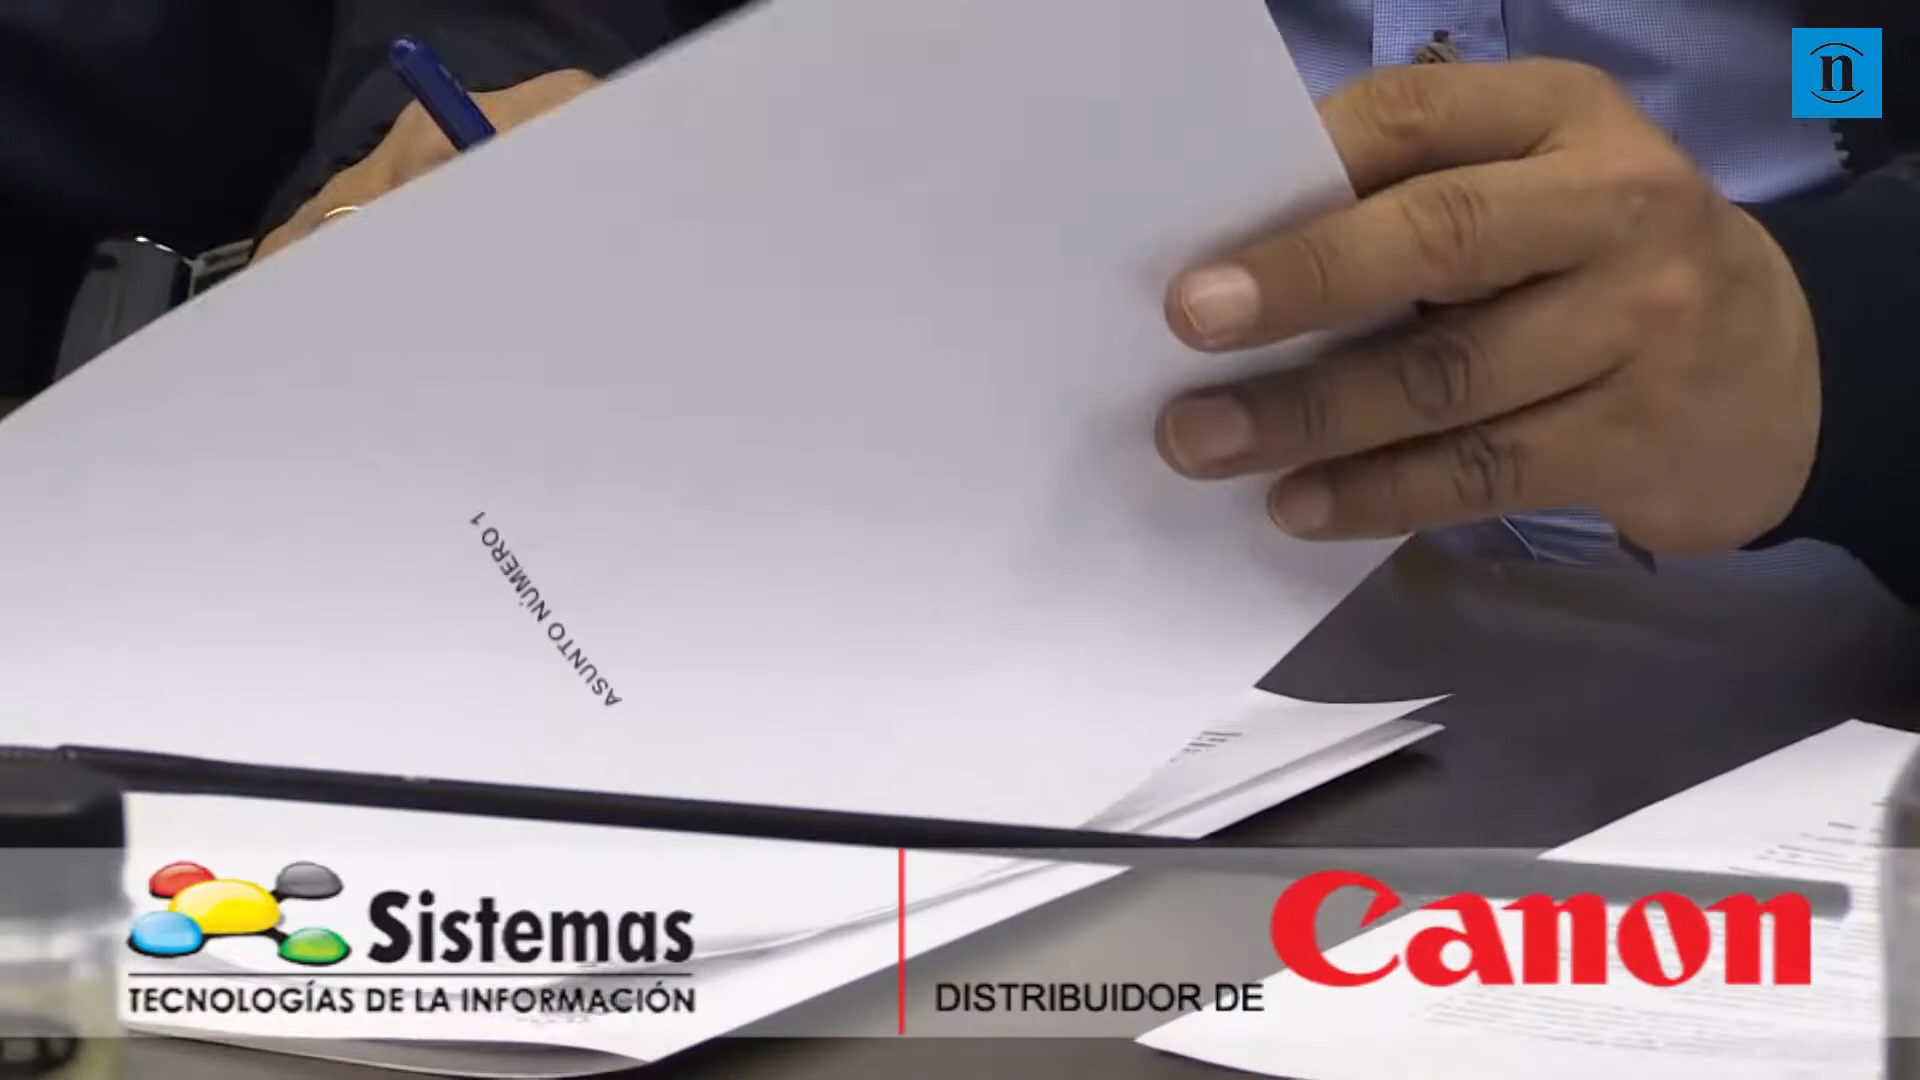 n
ASUNTO NÚMERO 1
Sistemas
TECNOLOGÍAS DE LA INFORMACIÓN
DISTRIBUIDOR DE
Canon